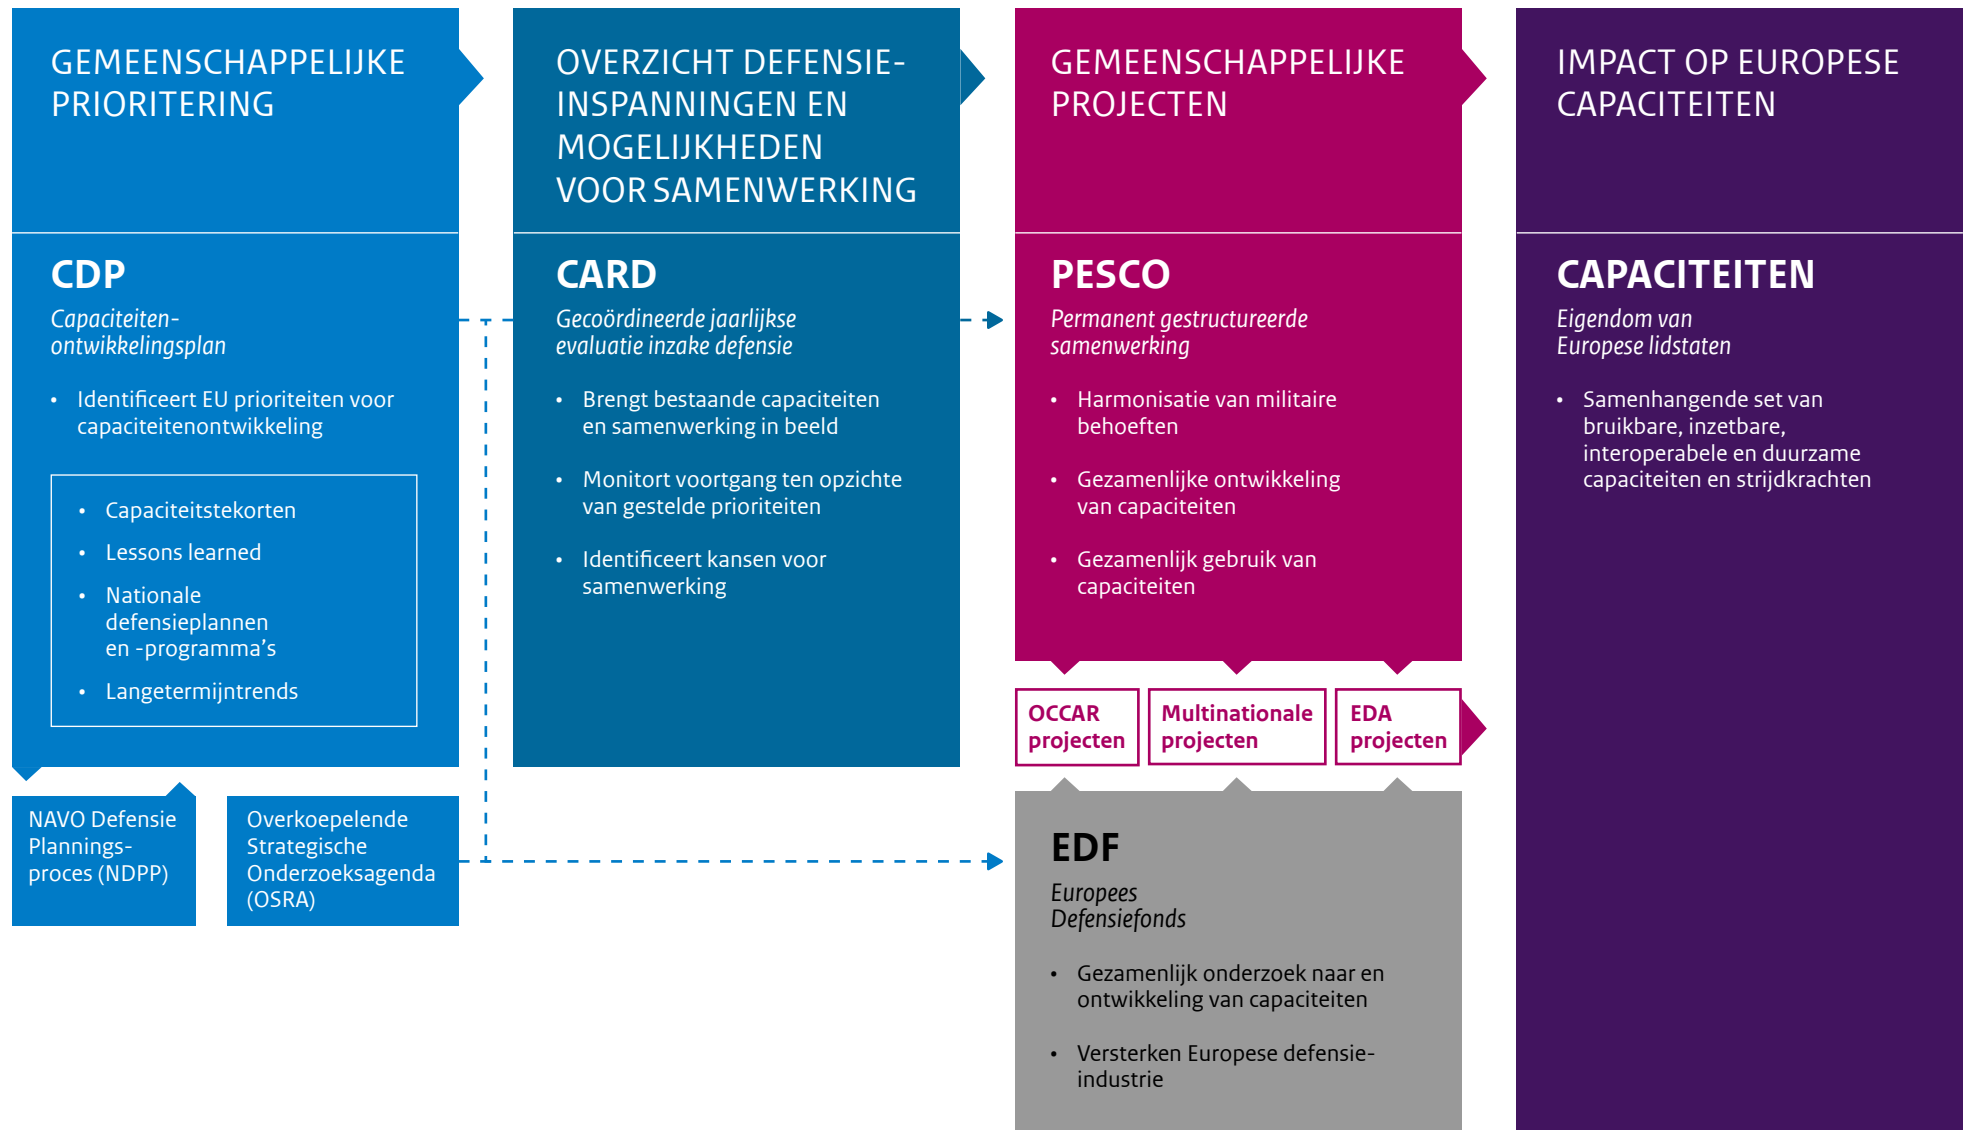 GEMEENSCHAPPELIJKE
PRIORITERING
CDP
Capaciteiten-
ontwikkelingsplan
• Identificeert EU prioriteiten voor
capaciteitenontwikkeling
• Capaciteitstekorten
• Lessons learned
• Nationale
defensieplannen
en -programma’s
• Langetermijntrends
NAVO Defensie
Plannings-
proces (NDPP)
Overkoepelende
Strategische
Onderzoeksagenda
(OSRA)
OVERZICHT DEFENSIE-
INSPANNINGEN EN
MOGELIJKHEDEN
VOOR SAMENWERKING
CARD
Gecoördineerde jaarlijkse
evaluatie inzake defensie
• Brengt bestaande capaciteiten
en samenwerking in beeld
• Monitort voortgang ten opzichte
van gestelde prioriteiten
• Identificeert kansen voor
samenwerking
GEMEENSCHAPPELIJKE
PROJECTEN
PESCO
Permanent gestructureerde
samenwerking
• Harmonisatie van militaire
behoeften
• Gezamenlijke ontwikkeling
van capaciteiten
• Gezamenlijk gebruik van
capaciteiten
OCCAR
projecten
Multinationale
projecten
EDA
projecten
EDF
Europees
Defensiefonds
• Gezamenlijk onderzoek naar en
ontwikkeling van capaciteiten
• Versterken Europese defensie-
industrie
IMPACT OP EUROPESE
CAPACITEITEN
CAPACITEITEN
Eigendom van
Europese lidstaten
• Samenhangende set van
bruikbare, inzetbare,
interoperabele en duurzame
capaciteiten en strijdkrachten